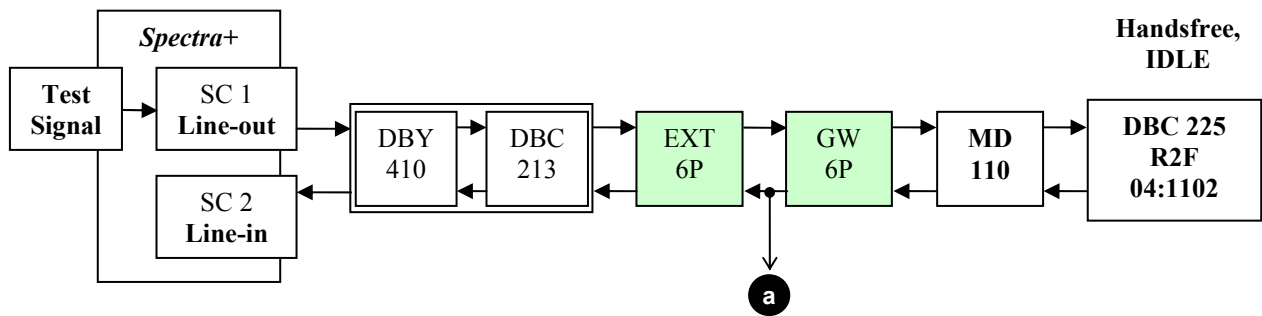 Spectra+
Handsfree,
IDLE
Test
Signal
SC 1
Line-out
SC 2
Line-in
DBY
410
DBC
213
EXT
6P
GW
6P
MD
110
DBC 225
R2F
04:1102
a